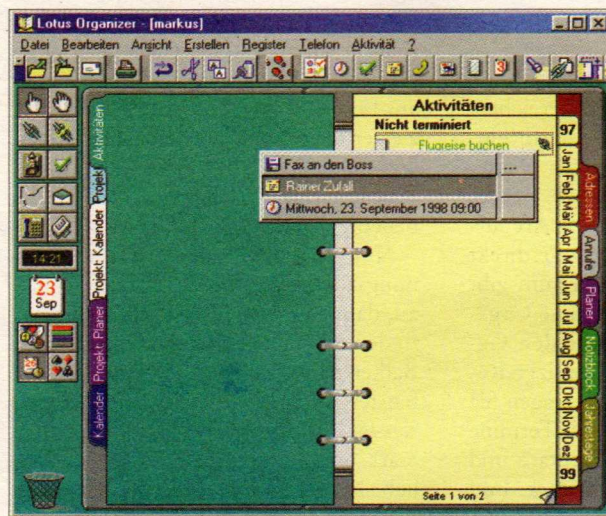 Lotus Organizer - [markus]
Datei Bearbeiten Ansicht Erstellen Register Telefon Aktivität ?
Aktivitäten
Projekt: Kalender
Projekt: Planer
Kalender
14:21
23
Sep
Aktivitäten
Nicht terminiert
Flugreise buchen
Fax an den Boss
...
Rainer Zufall
Mittwoch, 23. September 1998 09:00
97
Jan
Feb
Mär
Apr
Mai
Jun
Jul
Aug
Sep
Okt
Nov
Dez
99
Adressen
Anrufe
Planer
Notizblock
Jahrestage
Seite 1 von 2